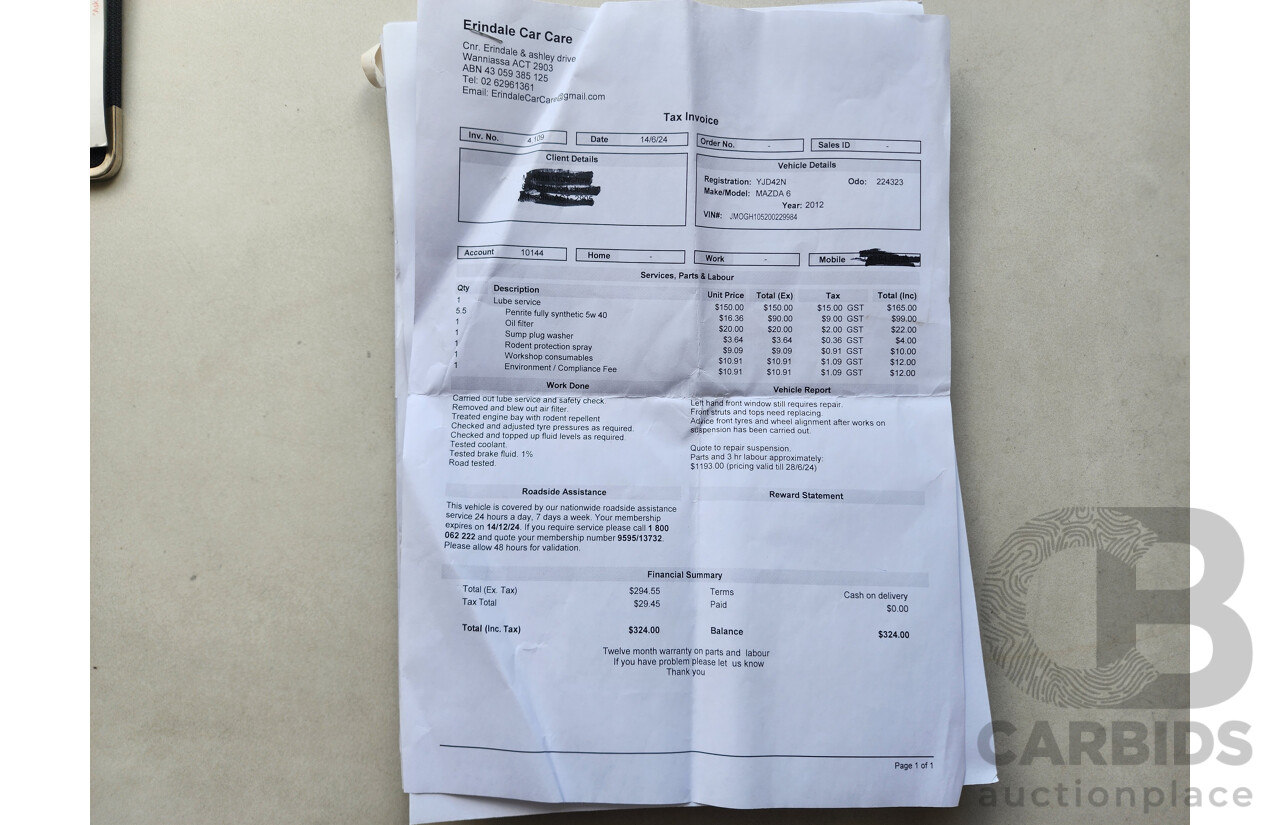 Erindale Car Care
Cnr. Erindale & ashley drive
Wanniassa ACT 2903
ABN 43 059 385 125
Tel: 02 62961361
Email: ErindaleCarCare@gmail.com
Tax Invoice
Inv. No. 4,109 Date 14/6/24 Order No. - Sales ID -
Client Details Vehicle Details
Registration: YJD42N Odo: 224323
Make/Model: MAZDA 6
Year: 2012
VIN#: JMOGH105200229984
Account 10144 Home - Work - Mobile
Services, Parts & Labour
Qty Description Unit Price Total (Ex) Tax Total (Inc)
1 Lube service $150.00 $150.00 $15.00 GST $165.00
5.5 Penrite fully synthetic 5w 40 $16.36 $90.00 $9.00 GST $99.00
1 Oil filter $20.00 $20.00 $2.00 GST $22.00
1 Sump plug washer $3.64 $3.64 $0.36 GST $4.00
1 Rodent protection spray $9.09 $9.09 $0.91 GST $10.00
1 Workshop consumables $10.91 $10.91 $1.09 GST $12.00
1 Environment / Compliance Fee $10.91 $10.91 $1.09 GST $12.00
Work Done
Carried out lube service and safety check.
Removed and blew out air filter.
Treated engine bay with rodent repellent
Checked and adjusted tyre pressures as required.
Checked and topped up fluid levels as required.
Tested coolant.
Tested brake fluid. 1%
Road tested.
Vehicle Report
Left hand front window still requires repair.
Front struts and tops need replacing.
Advice front tyres and wheel alignment after works on
suspension has been carried out.
Quote to repair suspension.
Parts and 3 hr labour approximately:
$1193.00 (pricing valid till 28/6/24)
Roadside Assistance
This vehicle is covered by our nationwide roadside assistance
service 24 hours a day, 7 days a week. Your membership
expires on 14/12/24. If you require service please call 1 800
062 222 and quote your membership number 9595/13732.
Please allow 48 hours for validation.
Reward Statement
Financial Summary
Total (Ex. Tax) $294.55 Terms Cash on delivery
Tax Total $29.45 Paid $0.00
Total (Inc. Tax) $324.00 Balance $324.00
Twelve month warranty on parts and labour
If you have problem please let us know
Thank you
Page 1 of 1
CB
CARBIDS
auctionplace